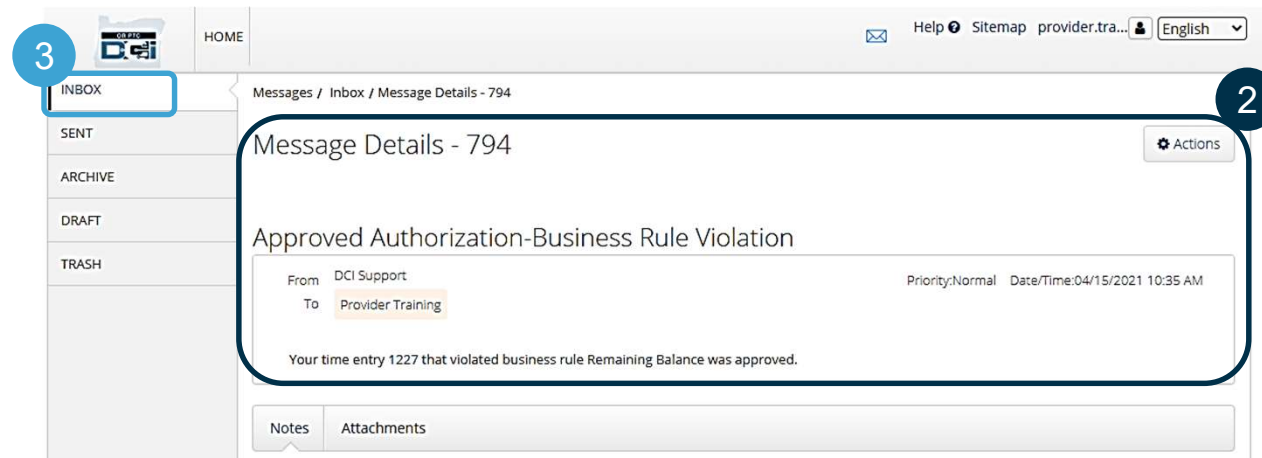 OR PTC
DCi
HOME
Help Sitemap provider.tra... English
3
INBOX
SENT
ARCHIVE
DRAFT
TRASH
Messages / Inbox / Message Details - 794
2
Message Details - 794
Actions
Approved Authorization-Business Rule Violation
From DCI Support
Priority:Normal Date/Time:04/15/2021 10:35 AM
To Provider Training
Your time entry 1227 that violated business rule Remaining Balance was approved.
Notes Attachments